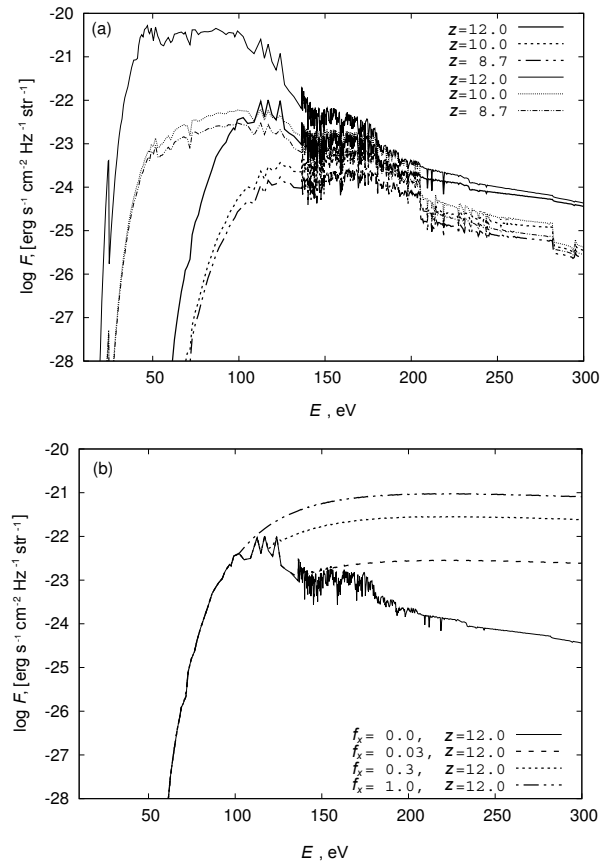 (a)
z=12.0
z=10.0
z= 8.7
z=12.0
z=10.0
z= 8.7
-20
-21
-22
-23
-24
-25
-26
-27
-28
log F, [erg s⁻¹ cm⁻² Hz⁻¹ str⁻¹]
50 100 150 200 250 300
E , eV
(b)
-20
-21
-22
-23
-24
-25
-26
-27
-28
log F, [erg s⁻¹ cm⁻² Hz⁻¹ str⁻¹]
fₓ = 0.0, z=12.0
fₓ = 0.03, z=12.0
fₓ = 0.3, z=12.0
fₓ = 1.0, z=12.0
50 100 150 200 250 300
E , eV